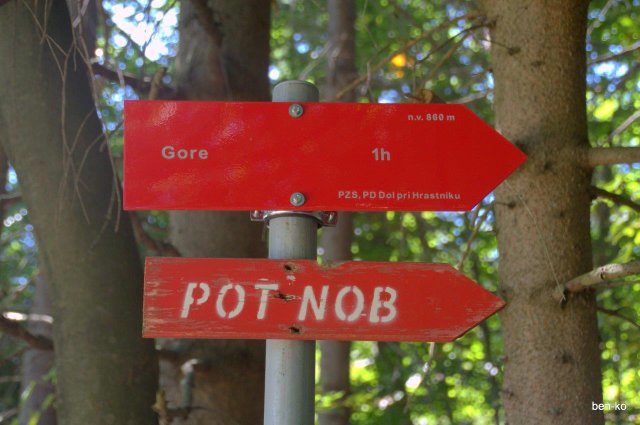 n.v. 860 m
Gore 1h
PZS, PD Dol pri Hrastniku
POT NOB
ben-ko